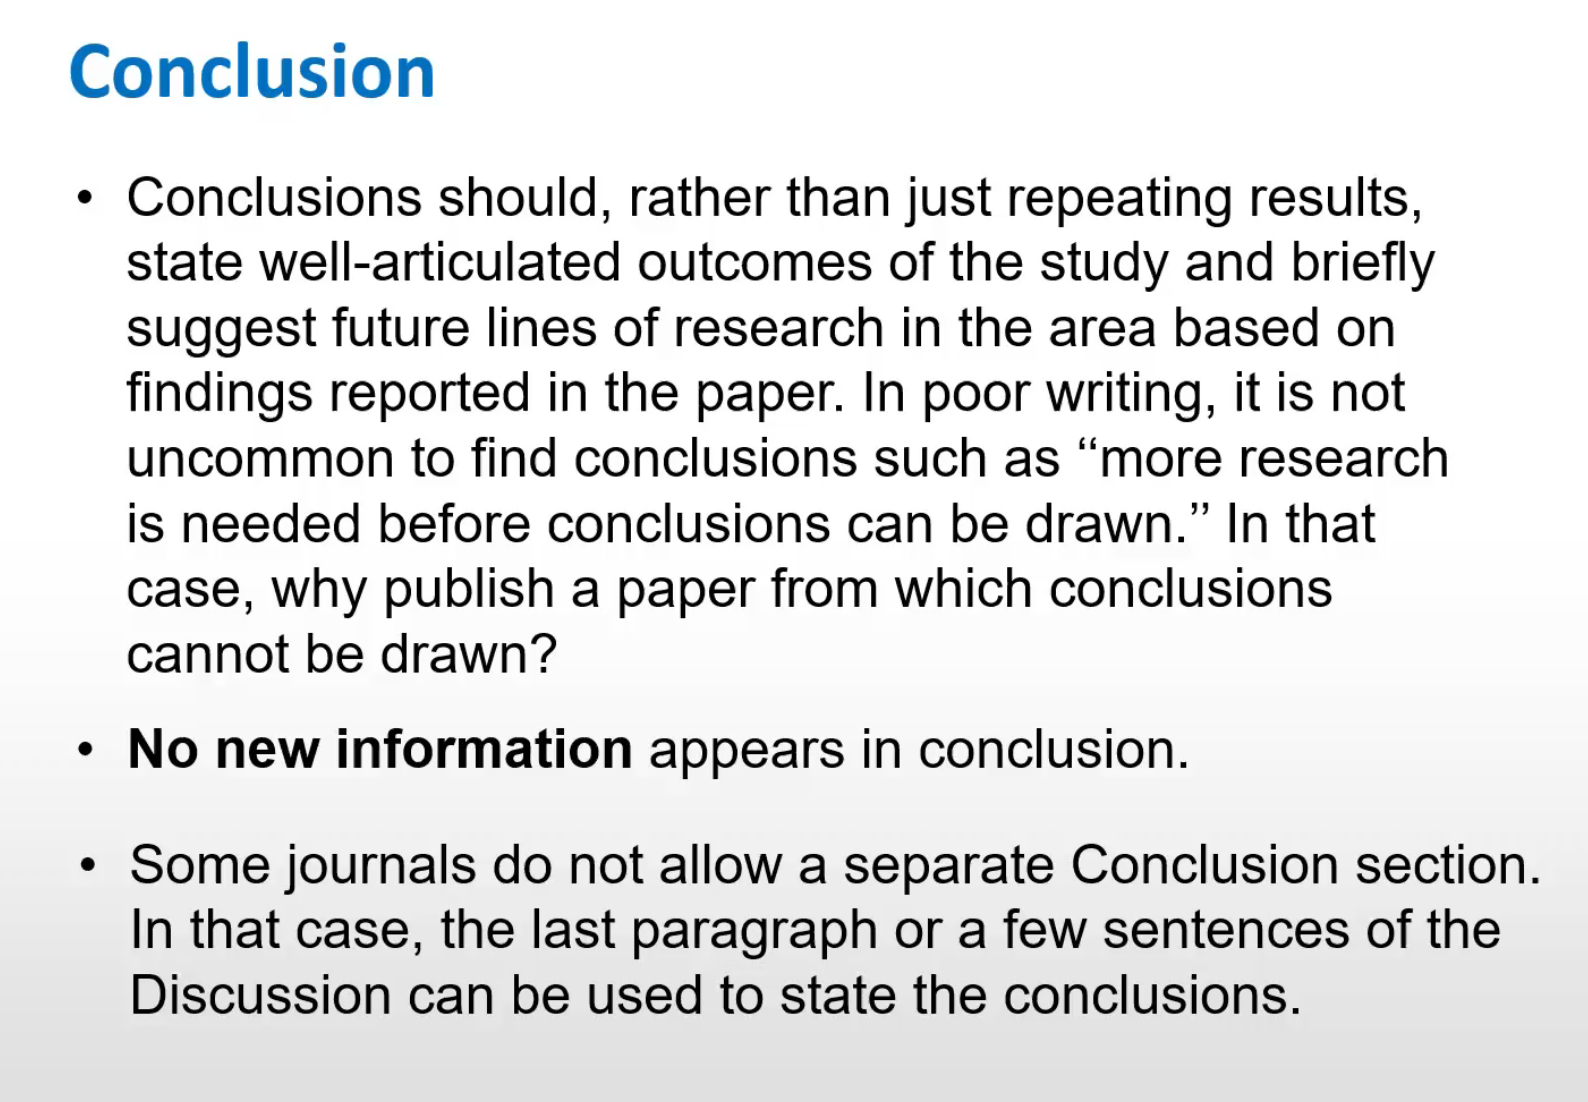 Conclusion
• Conclusions should, rather than just repeating results,
state well-articulated outcomes of the study and briefly
suggest future lines of research in the area based on
findings reported in the paper. In poor writing, it is not
uncommon to find conclusions such as ‘‘more research
is needed before conclusions can be drawn.’’ In that
case, why publish a paper from which conclusions
cannot be drawn?
• No new information appears in conclusion.
• Some journals do not allow a separate Conclusion section.
In that case, the last paragraph or a few sentences of the
Discussion can be used to state the conclusions.